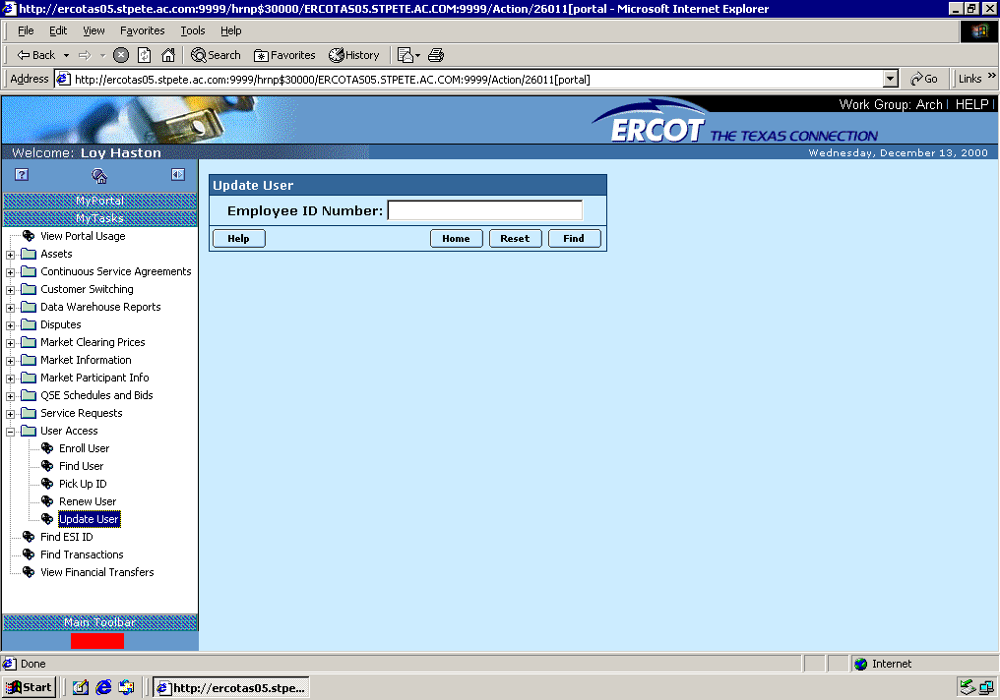 http://ercotas05.stpete.ac.com:9999/hrnp$30000/ERCOTAS05.STPETE.AC.COM:9999/Action/26011[portal - Microsoft Internet Explorer
File Edit View Favorites Tools Help
Back Search Favorites History
Address http://ercotas05.stpete.ac.com:9999/hrnp$30000/ERCOTAS05.STPETE.AC.COM:9999/Action/26011[portal] Go Links »
Work Group: Arch | HELP |
ERCOT THE TEXAS CONNECTION
Welcome: Loy Haston
Wednesday, December 13, 2000
?
MyPortal
MyTasks
View Portal Usage
Assets
Continuous Service Agreements
Customer Switching
Data Warehouse Reports
Disputes
Market Clearing Prices
Market Information
Market Participant Info
QSE Schedules and Bids
Service Requests
User Access
Enroll User
Find User
Pick Up ID
Renew User
Update User
Find ESI ID
Find Transactions
View Financial Transfers
Main Toolbar
Update User
Employee ID Number:
Help Home Reset Find
Done Internet
Start http://ercotas05.stpe...